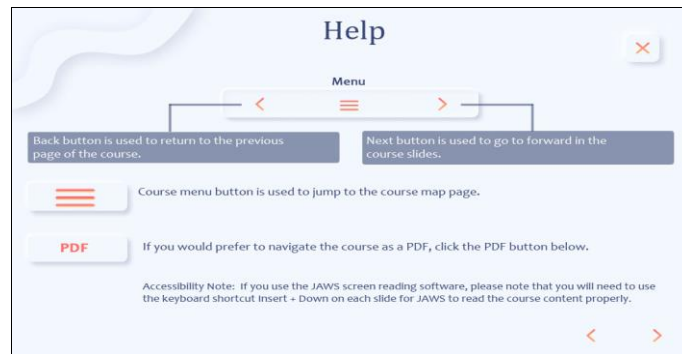 Help
Menu
Back button is used to return to the previous
page of the course.
Next button is used to go to forward in the
course slides.
Course menu button is used to jump to the course map page.
PDF
If you would prefer to navigate the course as a PDF, click the PDF button below.
Accessibility Note: If you use the JAWS screen reading software, please note that you will need to use
the keyboard shortcut Insert + Down on each slide for JAWS to read the course content properly.